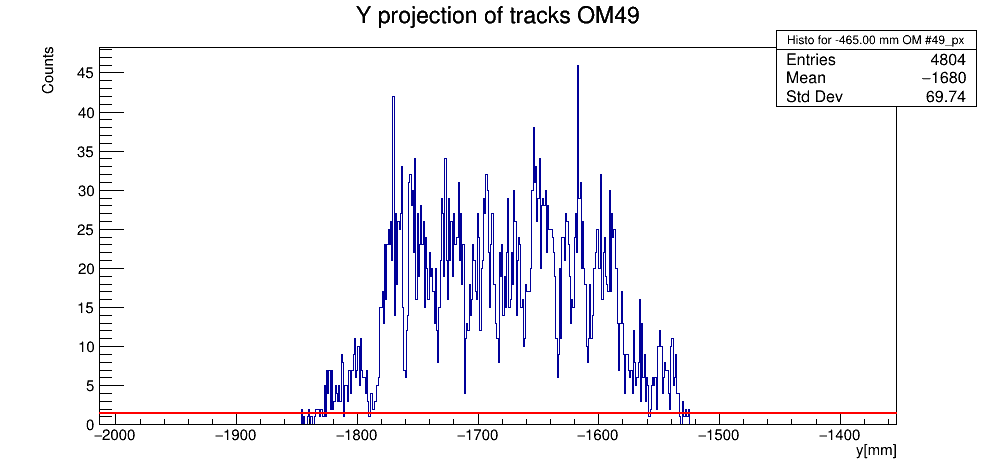 Y projection of tracks OM49
Histo for -465.00 mm OM #49_px
Entries 4804
Mean −1680
Std Dev 69.74
Counts
45
40
35
30
25
20
15
10
5
0
−2000 −1900 −1800 −1700 −1600 −1500 −1400
y[mm]